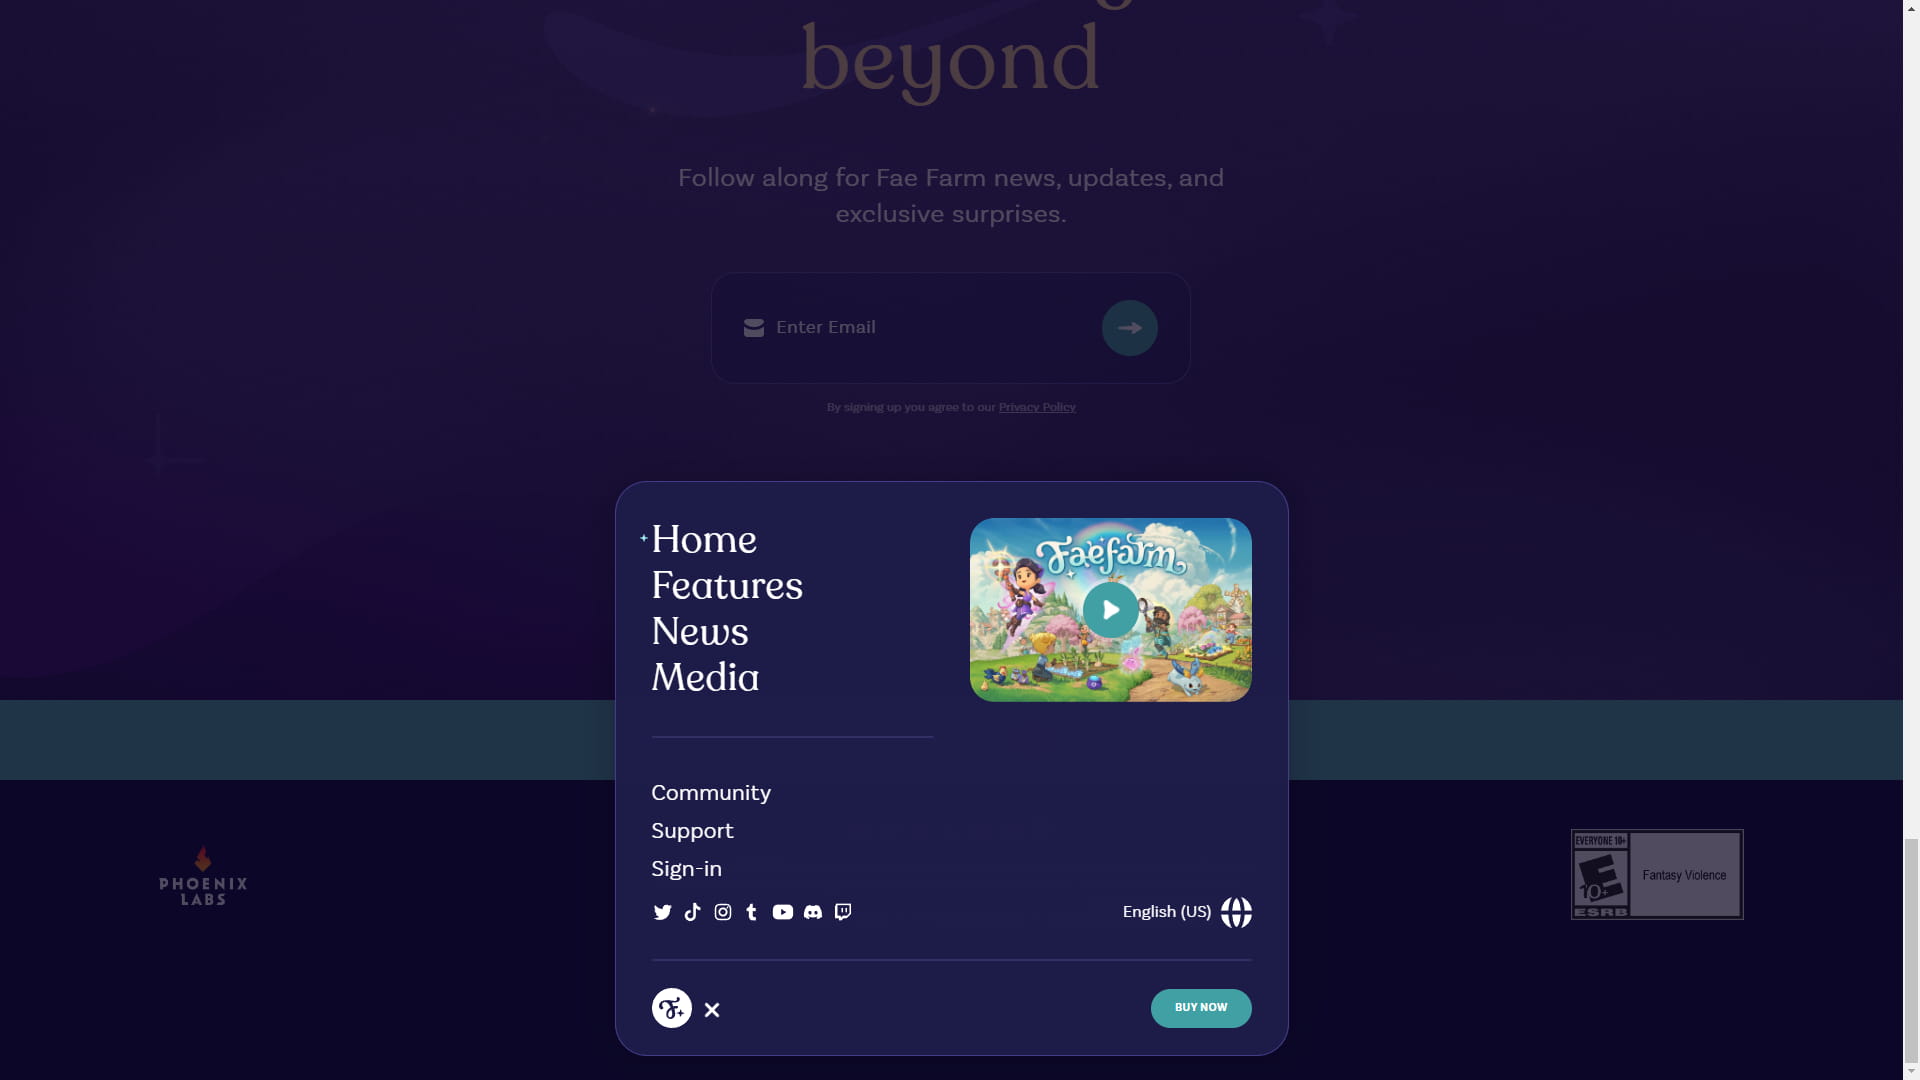 beyond
Follow along for Fae Farm news, updates, and
exclusive surprises.
Enter Email
By signing up you agree to our Privacy Policy
Home
Features
News
Media
Faefarm
Community
Support
Sign-in
English (US)
BUY NOW
PHOENIX
LABS
EVERYONE 10+
E
10+
ESRB
Fantasy Violence